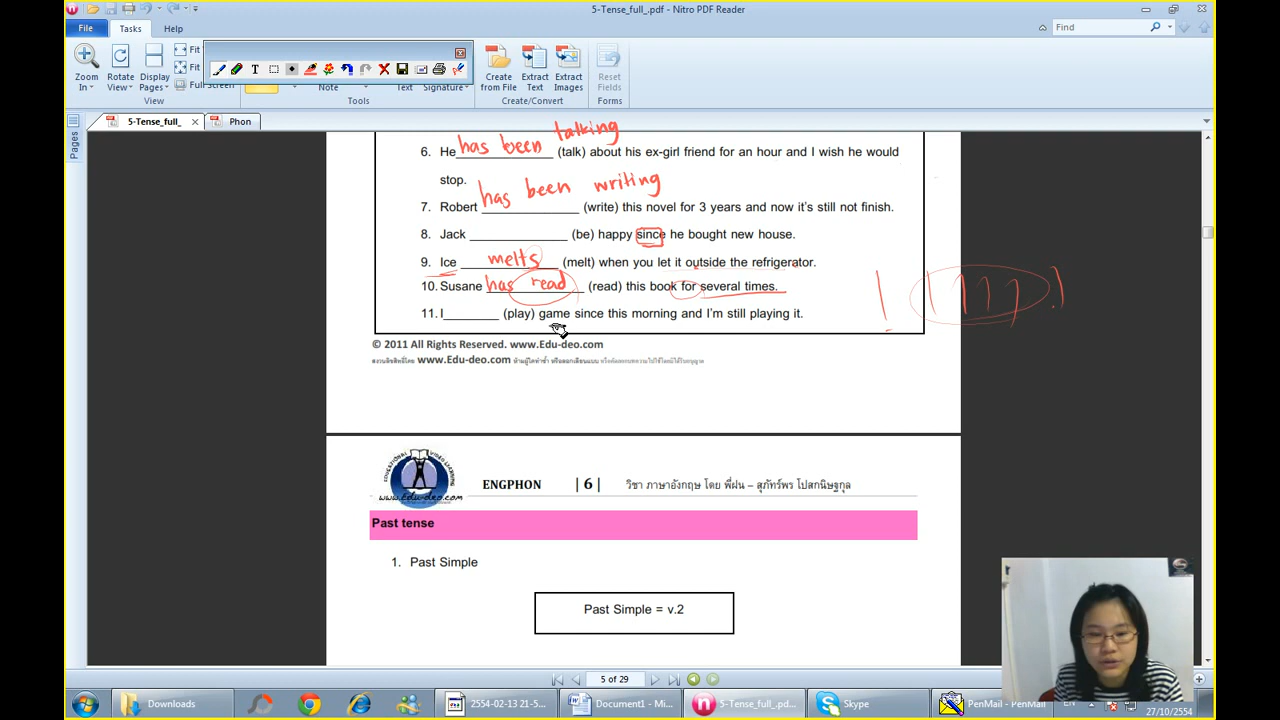 5-Tense_full_.pdf - Nitro PDF Reader
File Tasks Help
Find
Zoom In Rotate View Display Pages Fit Fit Full Screen
View
Note Text Signature
Tools
Create from File Extract Text Extract Images
Create/Convert
Reset Fields
Forms
5-Tense_full_ Phon
Pages
has been talking
6. He__________ (talk) about his ex-girl friend for an hour and I wish he would
stop.
has been writing
7. Robert __________ (write) this novel for 3 years and now it's still not finish.
8. Jack __________ (be) happy since he bought new house.
9. Ice melts (melt) when you let it outside the refrigerator.
10. Susane has read (read) this book for several times.
11. I________ (play) game since this morning and I'm still playing it.
© 2011 All Rights Reserved. www.Edu-deo.com
www.Edu-deo.com
ENGPHON | 6 | วิชา ภาษาอังกฤษ โดย พี่ฝน – สุภัทร์พร โปสกนิษฐกุล
Past tense
1. Past Simple
Past Simple = v.2
5 of 29
Downloads 2554-02-13 21-5... Document1 - Mi... 5-Tense_full_.pd... Skype PenMail - PenMail EN
27/10/2554